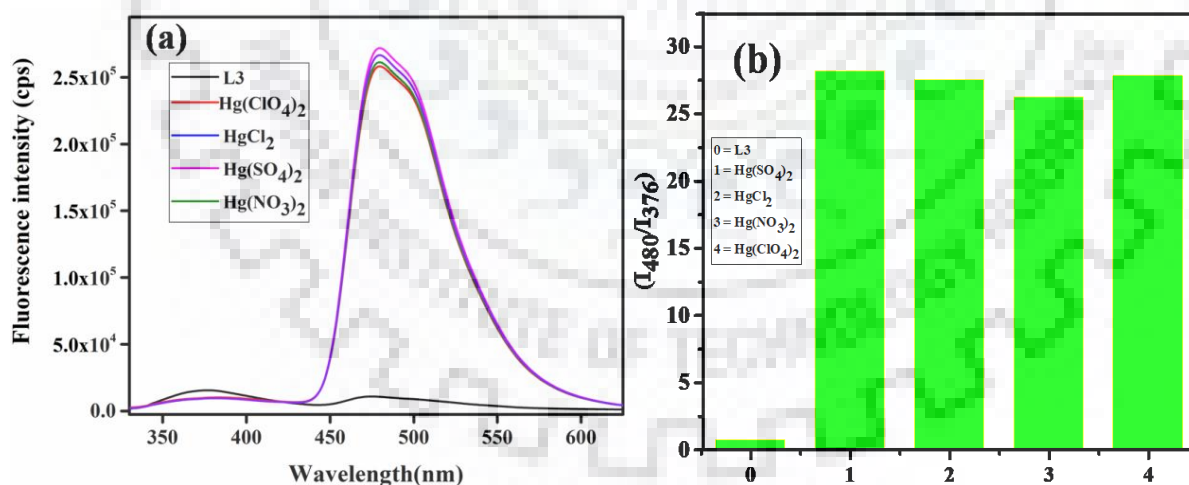 (a)
L3
Hg(ClO4)2
HgCl2
Hg(SO4)2
Hg(NO3)2
Fluorescence intensity (cps)
2.5x10^5
2.0x10^5
1.5x10^5
1.0x10^5
5.0x10^4
0.0
350 400 450 500 550 600
Wavelength(nm)
(b)
0 = L3
1 = Hg(SO4)2
2 = HgCl2
3 = Hg(NO3)2
4 = Hg(ClO4)2
(I480/I376)
30
25
20
15
10
5
0
0 1 2 3 4